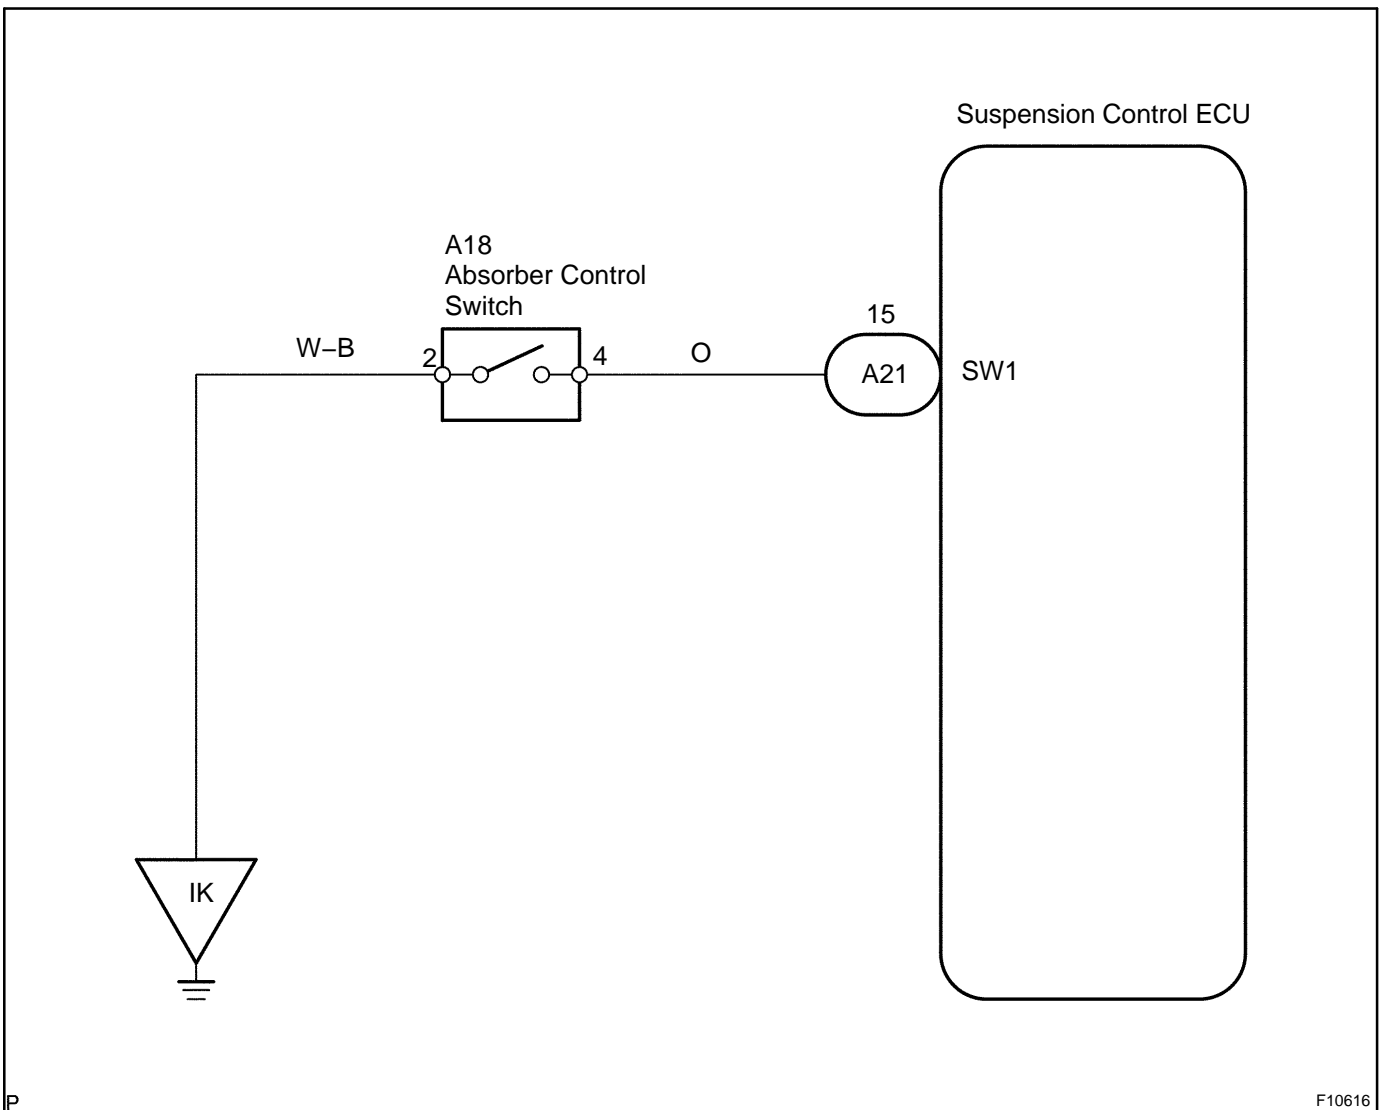 Suspension Control ECU
A18
Absorber Control
Switch
15
W–B
2
4
O
A21
SW1
IK
P
F10616